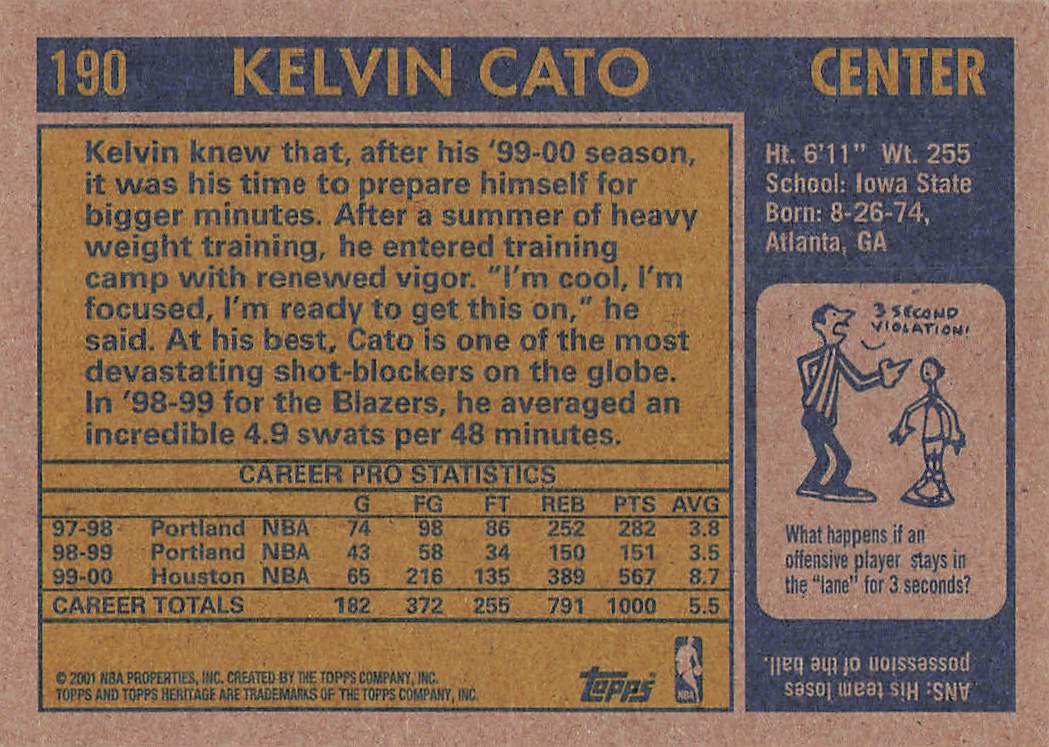 190 KELVIN CATO CENTER
Kelvin knew that, after his '99-00 season,
it was his time to prepare himself for
bigger minutes. After a summer of heavy
weight training, he entered training
camp with renewed vigor. "I'm cool, I'm
focused, I'm ready to get this on," he
said. At his best, Cato is one of the most
devastating shot-blockers on the globe.
In '98-99 for the Blazers, he averaged an
incredible 4.9 swats per 48 minutes.
CAREER PRO STATISTICS
G FG FT REB PTS AVG
97-98 Portland NBA 74 98 86 252 282 3.8
98-99 Portland NBA 43 58 34 150 151 3.5
99-00 Houston NBA 65 216 135 389 567 8.7
CAREER TOTALS 182 372 255 791 1000 5.5
© 2001 NBA PROPERTIES, INC. CREATED BY THE TOPPS COMPANY, INC.
TOPPS AND TOPPS HERITAGE ARE TRADEMARKS OF THE TOPPS COMPANY, INC.
Topps
NBA
Ht. 6'11" Wt. 255
School: Iowa State
Born: 8-26-74,
Atlanta, GA
3 SECOND
VIOLATION!
What happens if an
offensive player stays in
the "lane" for 3 seconds?
ANS: His team loses
possession of the ball.